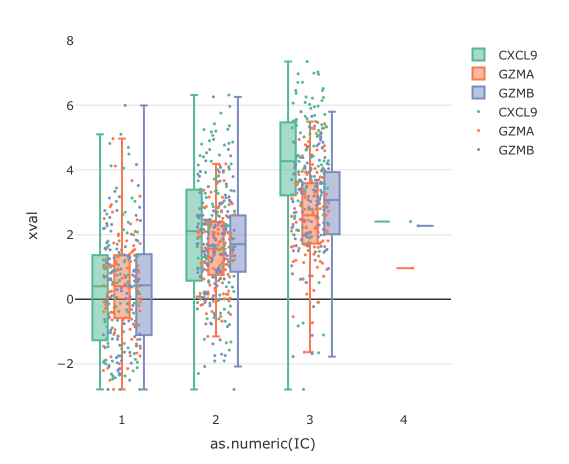 8
6
4
2
0
−2
xval
1
2
3
4
as.numeric(IC)
CXCL9
GZMA
GZMB
CXCL9
GZMA
GZMB